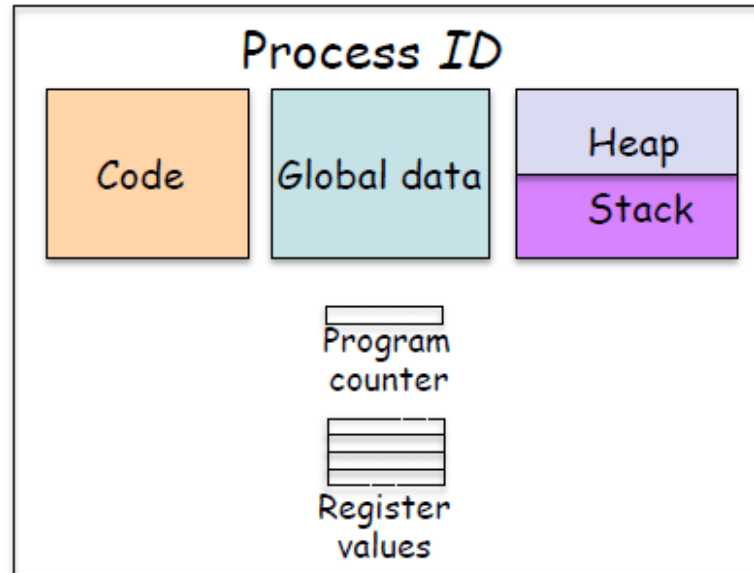 Process ID
Code
Global data
Heap
Stack
Program
counter
Register
values